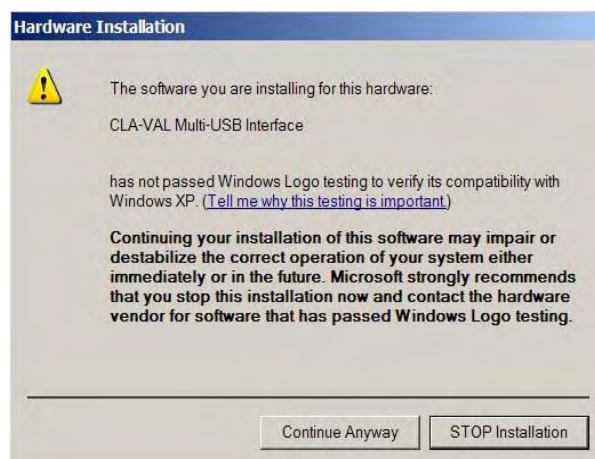 Hardware Installation
The software you are installing for this hardware:
CLA-VAL Multi-USB Interface
has not passed Windows Logo testing to verify its compatibility with
Windows XP. (Tell me why this testing is important.)
Continuing your installation of this software may impair or
destabilize the correct operation of your system either
immediately or in the future. Microsoft strongly recommends
that you stop this installation now and contact the hardware
vendor for software that has passed Windows Logo testing.
Continue Anyway
STOP Installation